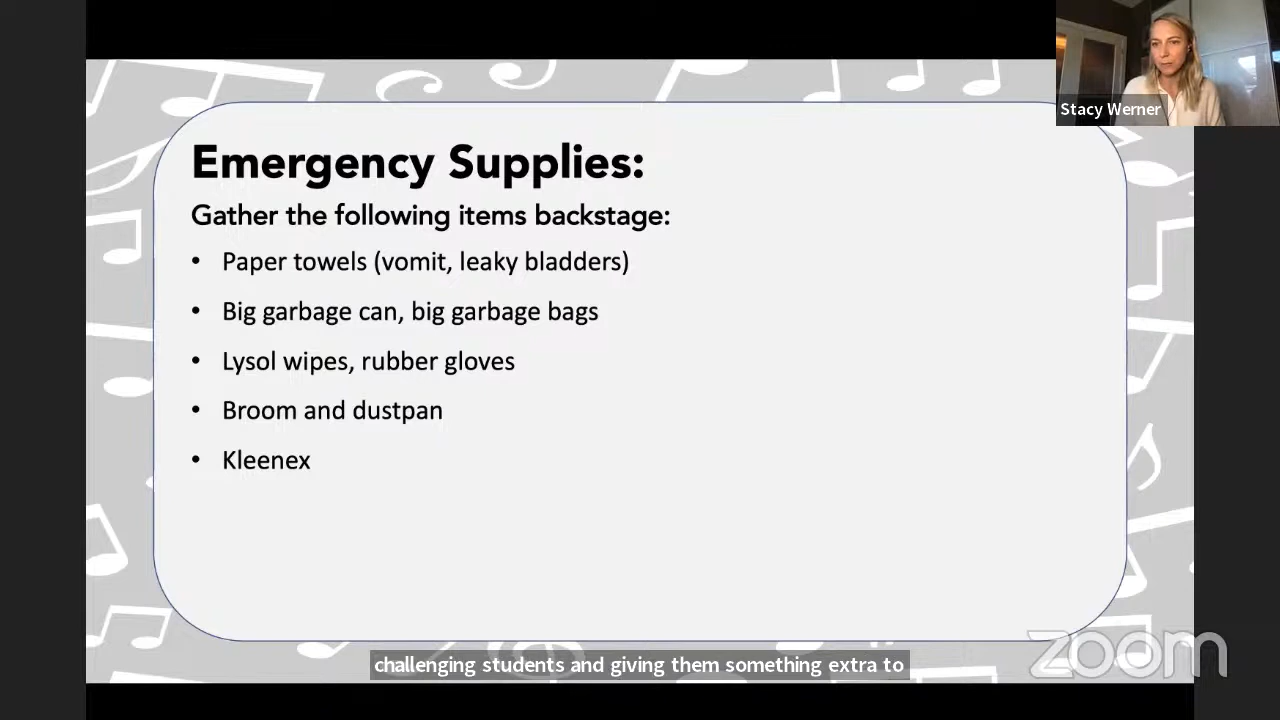 Stacy Werner
Emergency Supplies:
Gather the following items backstage:
• Paper towels (vomit, leaky bladders)
• Big garbage can, big garbage bags
• Lysol wipes, rubber gloves
• Broom and dustpan
• Kleenex
challenging students and giving them something extra to
zoom